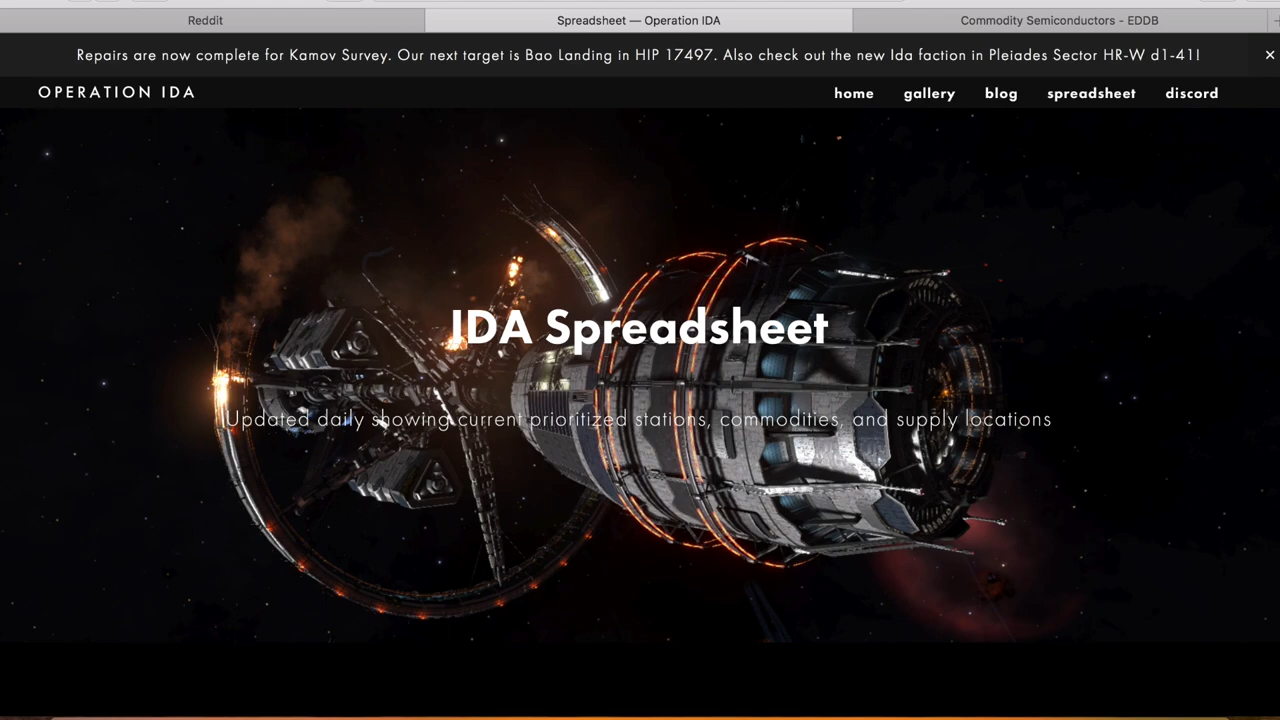 Reddit
Spreadsheet — Operation IDA
Commodity Semiconductors - EDDB
Repairs are now complete for Kamov Survey. Our next target is Bao Landing in HIP 17497. Also check out the new Ida faction in Pleiades Sector HR-W d1-41!
OPERATION IDA
home gallery blog spreadsheet discord
IDA Spreadsheet
Updated daily showing current prioritized stations, commodities, and supply locations